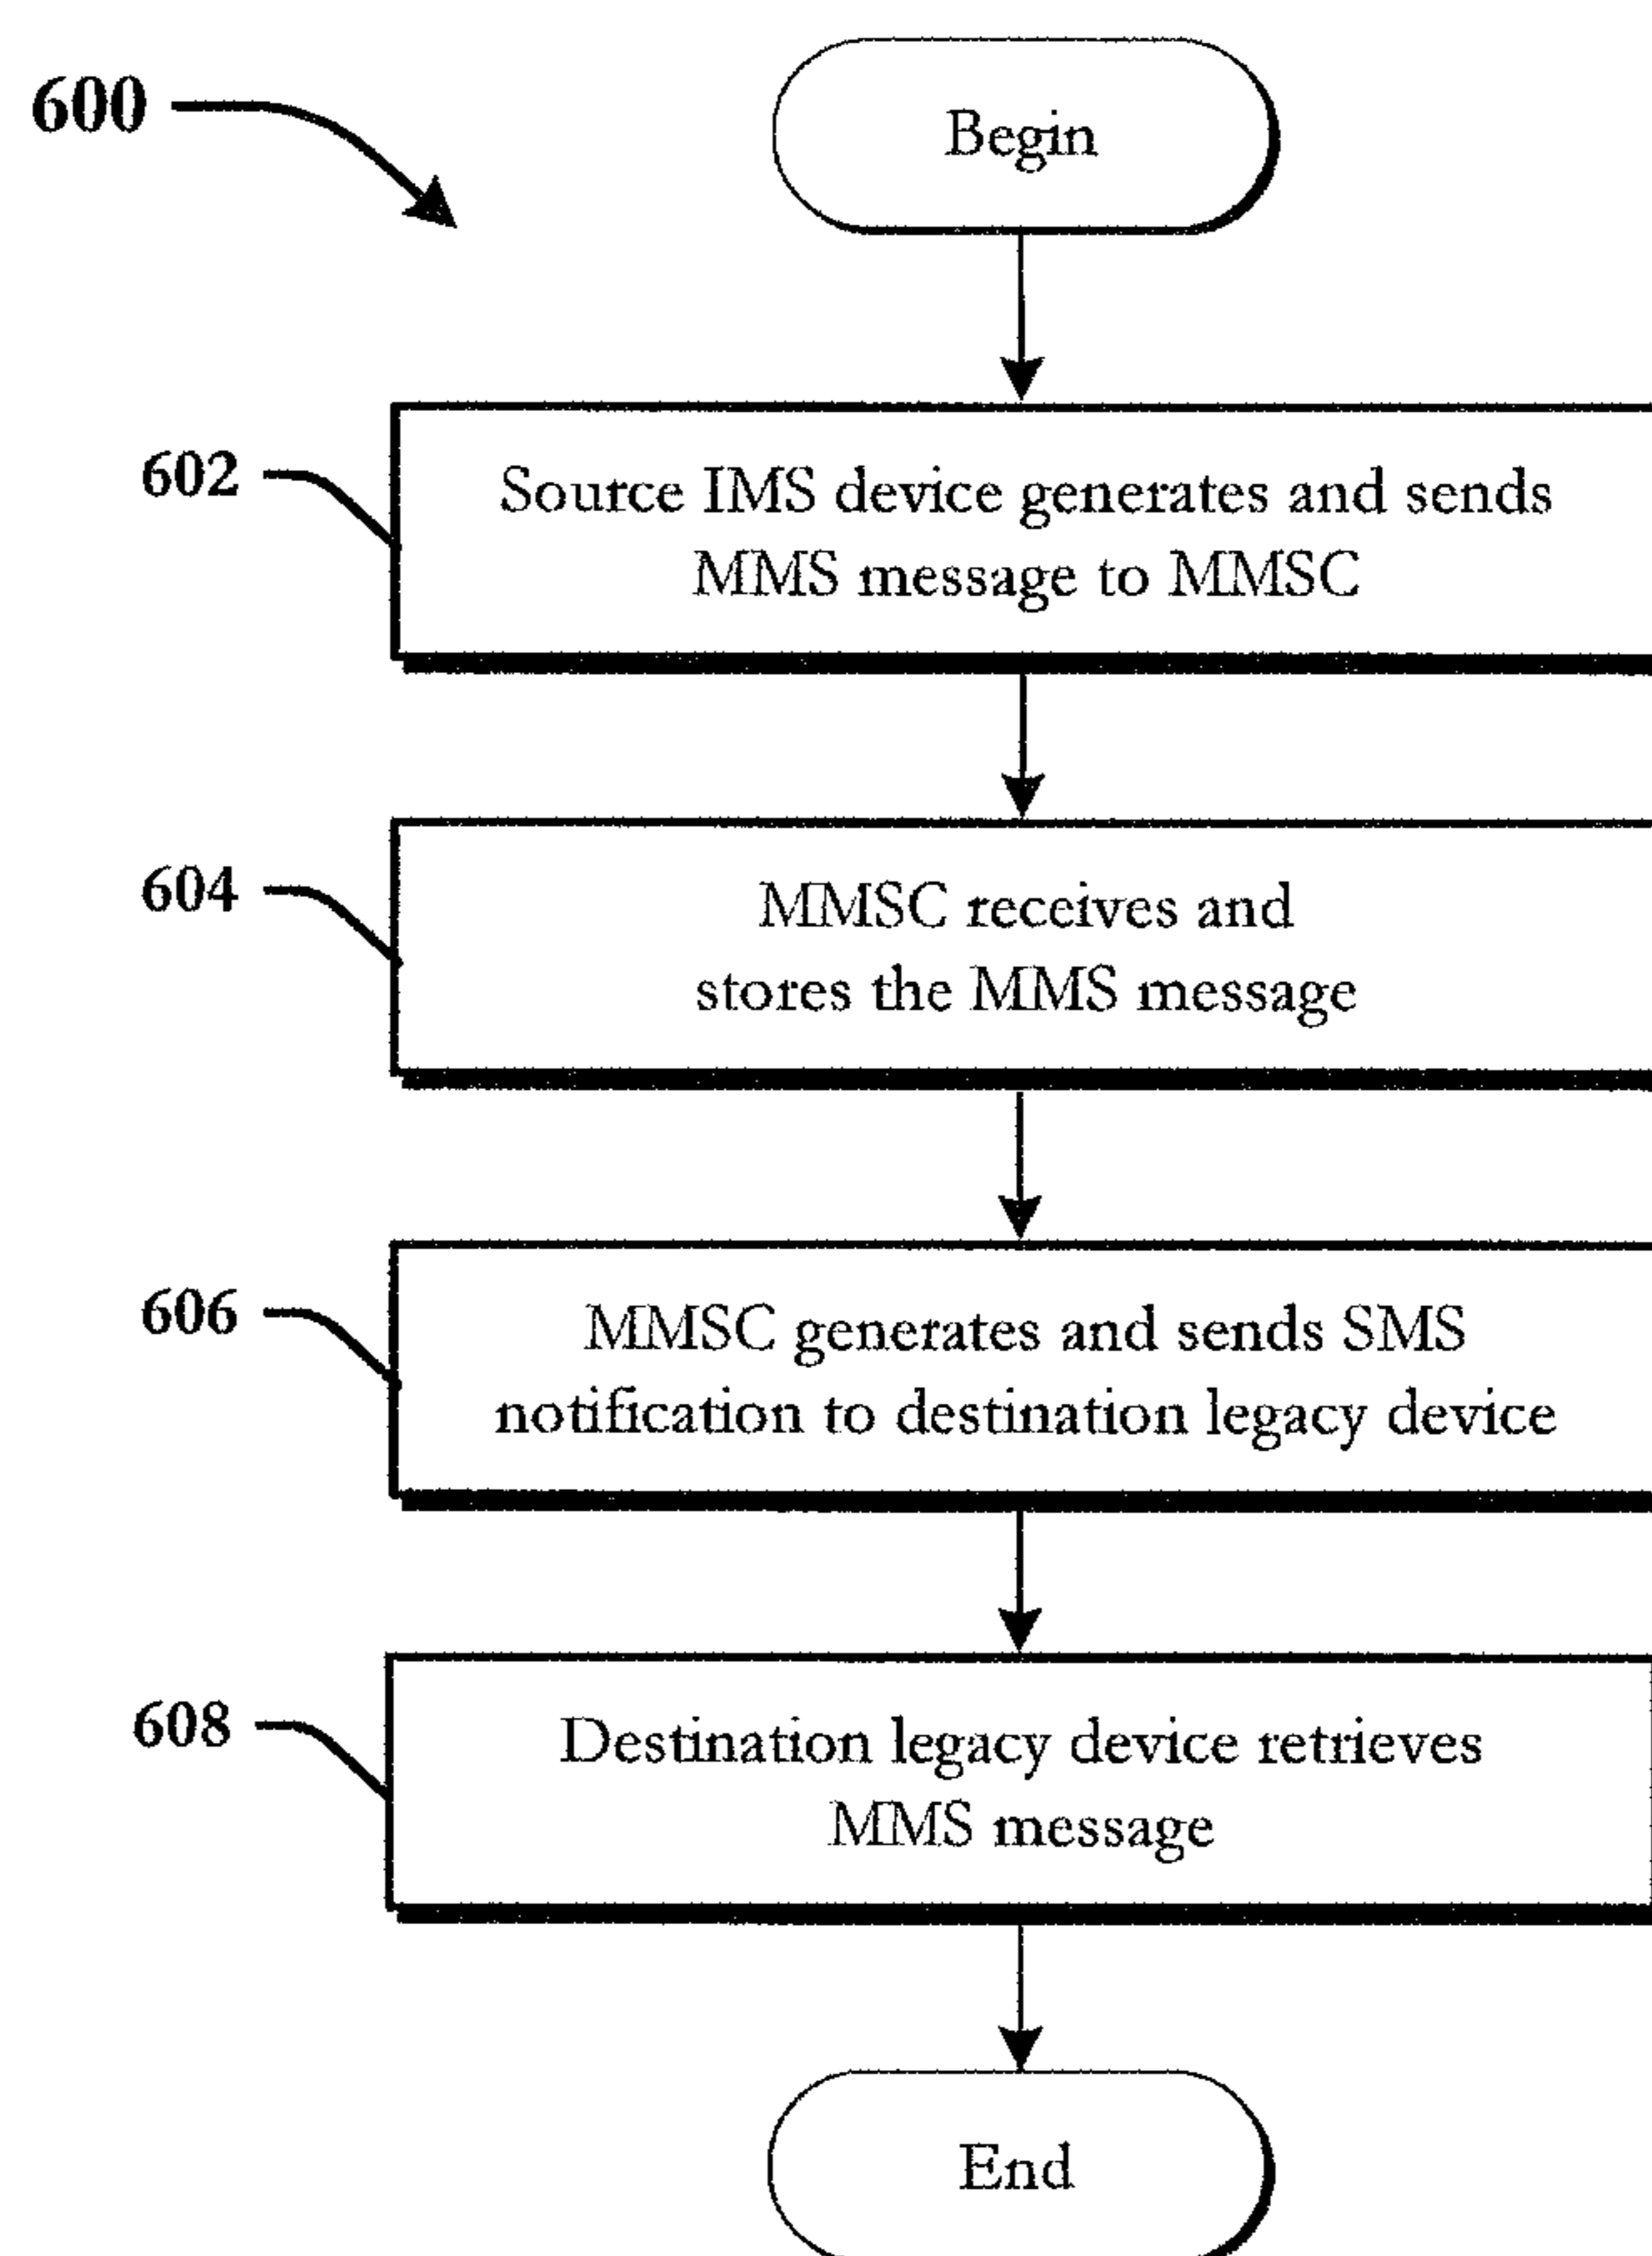 600
Begin
602
Source IMS device generates and sends
MMS message to MMSC
604
MMSC receives and
stores the MMS message
606
MMSC generates and sends SMS
notification to destination legacy device
608
Destination legacy device retrieves
MMS message
End